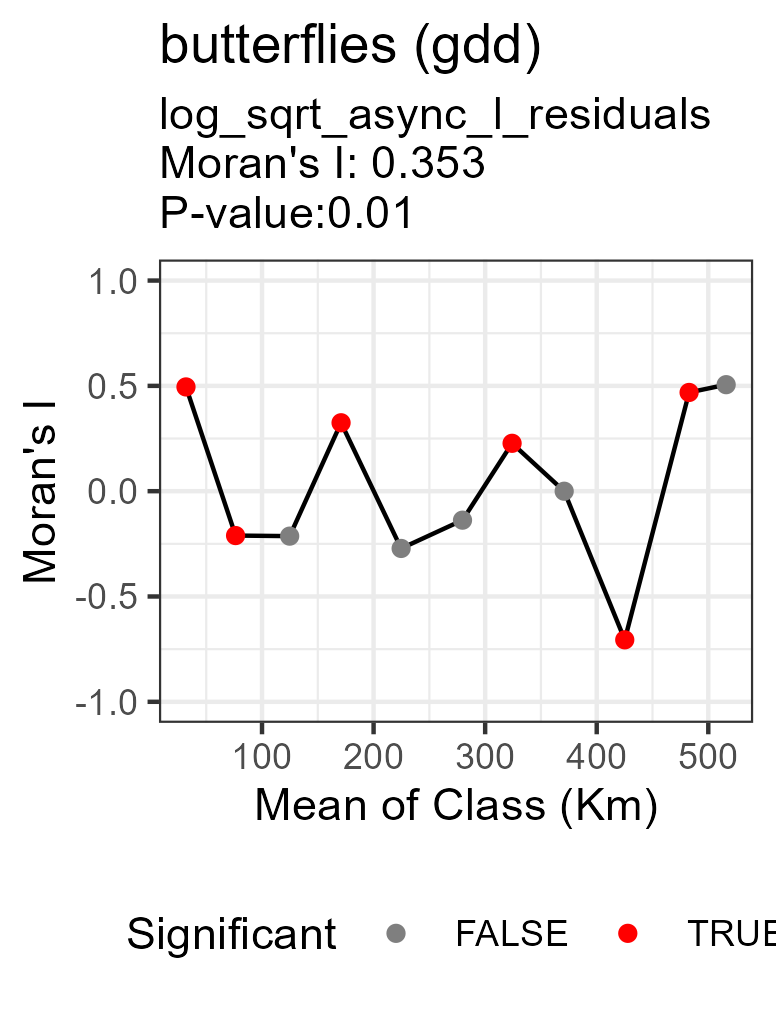 butterflies (gdd)
log_sqrt_async_l_residuals
Moran's I: 0.353
P-value:0.01
1.0
0.5
0.0
-0.5
-1.0
Moran's I
100 200 300 400 500
Mean of Class (Km)
Significant FALSE TRUE